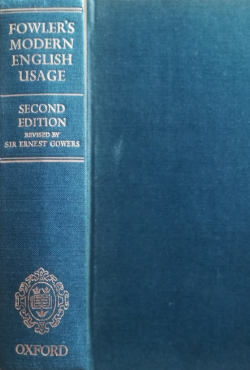 FOWLER'S
MODERN
ENGLISH
USAGE
SECOND
EDITION
REVISED BY
SIR ERNEST GOWERS
OXFORD